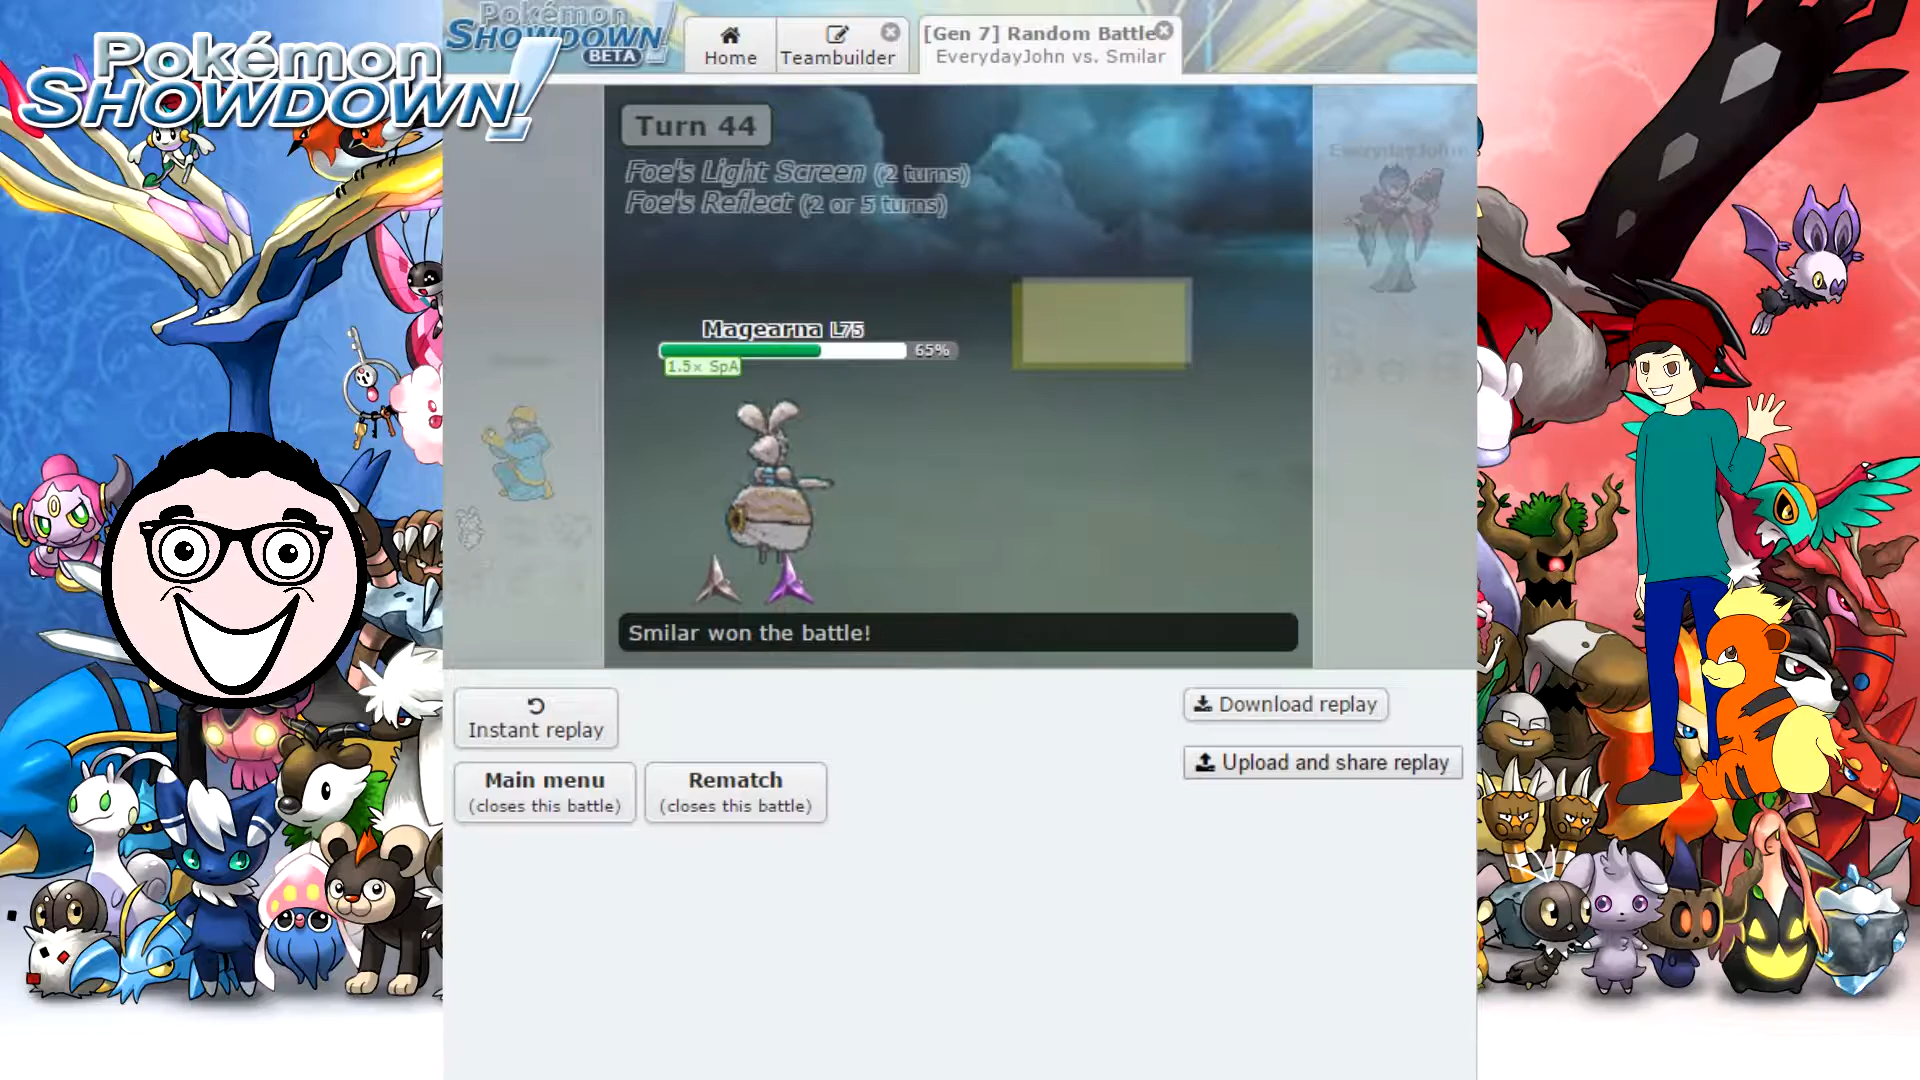 Pokémon
SHOWDOWN!
Pokémon
SHOWDOWN!
BETA
Home
Teambuilder
[Gen 7] Random Battle
EverydayJohn vs. Smilar
Turn 44
Foe's Light Screen (2 turns)
Foe's Reflect (2 or 5 turns)
EverydayJohn
Magearna L75
65%
1.5× SpA
Smilar won the battle!
Instant replay
Download replay
Upload and share replay
Main menu
(closes this battle)
Rematch
(closes this battle)